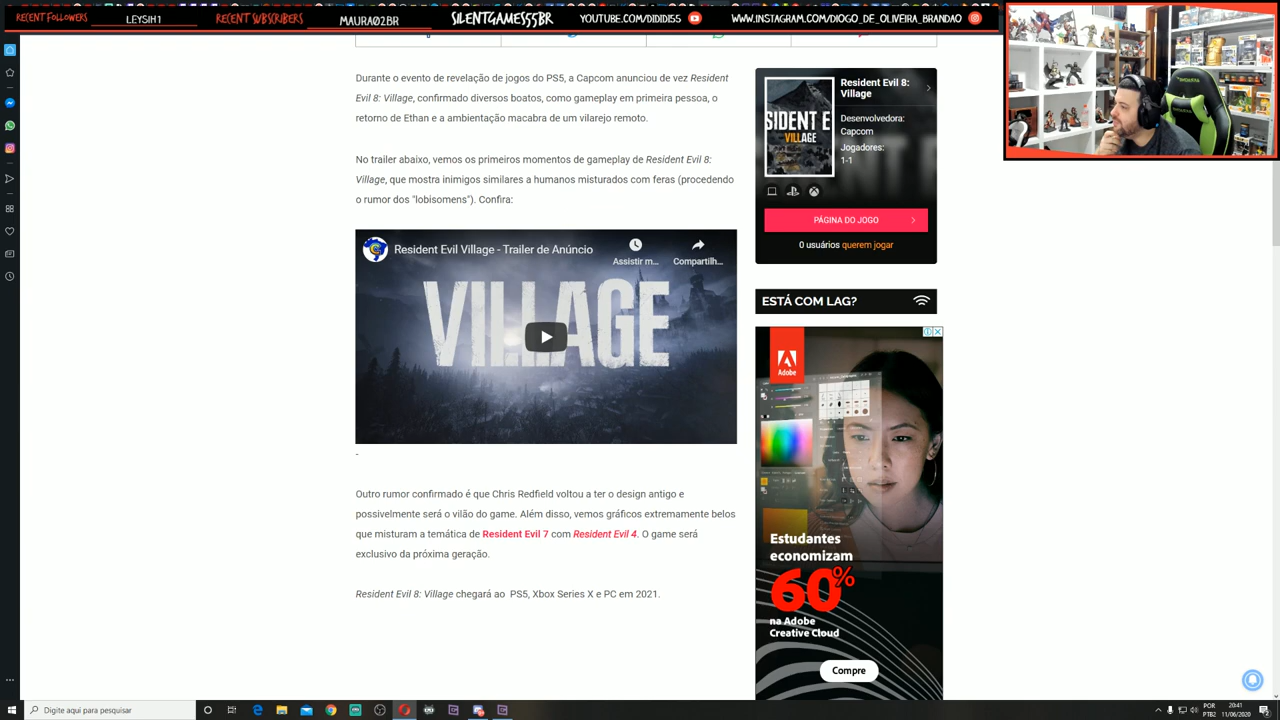 RECENT FOLLOWERS
LEYSIH1
RECENT SUBSCRIBERS
MAURA02BR
SILENTGAMES55BR
YOUTUBE.COM/DIDIDI55
WWW.INSTAGRAM.COM/DIOGO_DE_OLIVEIRA_BRANDAO
Durante o evento de revelação de jogos do PS5, a Capcom anunciou de vez Resident
Evil 8: Village, confirmado diversos boatos, como gameplay em primeira pessoa, o
retorno de Ethan e a ambientação macabra de um vilarejo remoto.
No trailer abaixo, vemos os primeiros momentos de gameplay de Resident Evil 8:
Village, que mostra inimigos similares a humanos misturados com feras (procedendo
o rumor dos "lobisomens"). Confira:
Resident Evil Village - Trailer de Anúncio
Assistir m...
Compartilh...
VILLAGE
-
Outro rumor confirmado é que Chris Redfield voltou a ter o design antigo e
possivelmente será o vilão do game. Além disso, vemos gráficos extremamente belos
que misturam a temática de Resident Evil 7 com Resident Evil 4. O game será
exclusivo da próxima geração.
Resident Evil 8: Village chegará ao  PS5, Xbox Series X e PC em 2021.
SIDENT E
VILLAGE
Resident Evil 8:
Village
Desenvolvedora:
Capcom
Jogadores:
1-1
PÁGINA DO JOGO
0 usuários querem jogar
ESTÁ COM LAG?
Adobe
Estudantes
economizam
60%
na Adobe
Creative Cloud
Compre
Digite aqui para pesquisar
POR
PTB2
20:41
11/06/2020